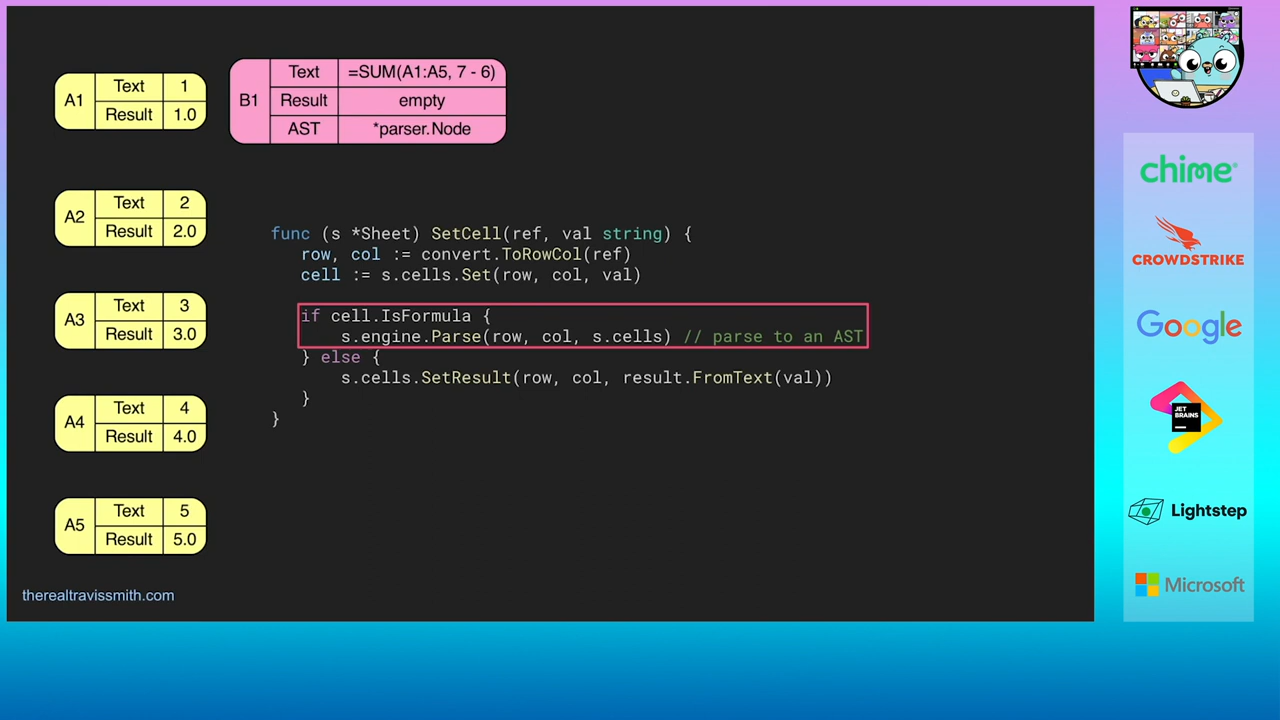 A1
Text 1
Result 1.0
B1
Text =SUM(A1:A5, 7 - 6)
Result empty
AST *parser.Node
A2
Text 2
Result 2.0
A3
Text 3
Result 3.0
A4
Text 4
Result 4.0
A5
Text 5
Result 5.0
func (s *Sheet) SetCell(ref, val string) {
row, col := convert.ToRowCol(ref)
cell := s.cells.Set(row, col, val)
if cell.IsFormula {
s.engine.Parse(row, col, s.cells) // parse to an AST
} else {
s.cells.SetResult(row, col, result.FromText(val))
}
}
therealtravissmith.com
chime
CROWDSTRIKE
Google
JET
BRAINS
Lightstep
Microsoft